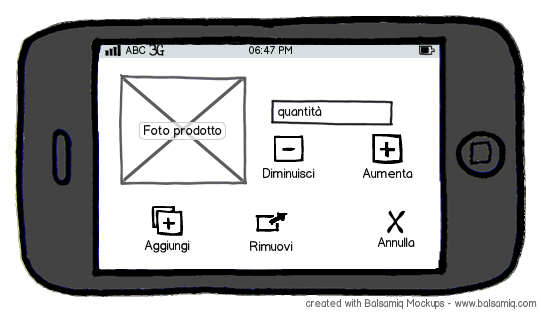 ABC 3G 06:47 PM
Foto prodotto
quantità
Diminuisci Aumenta
Aggiungi Rimuovi Annulla
created with Balsamiq Mockups - www.balsamiq.com